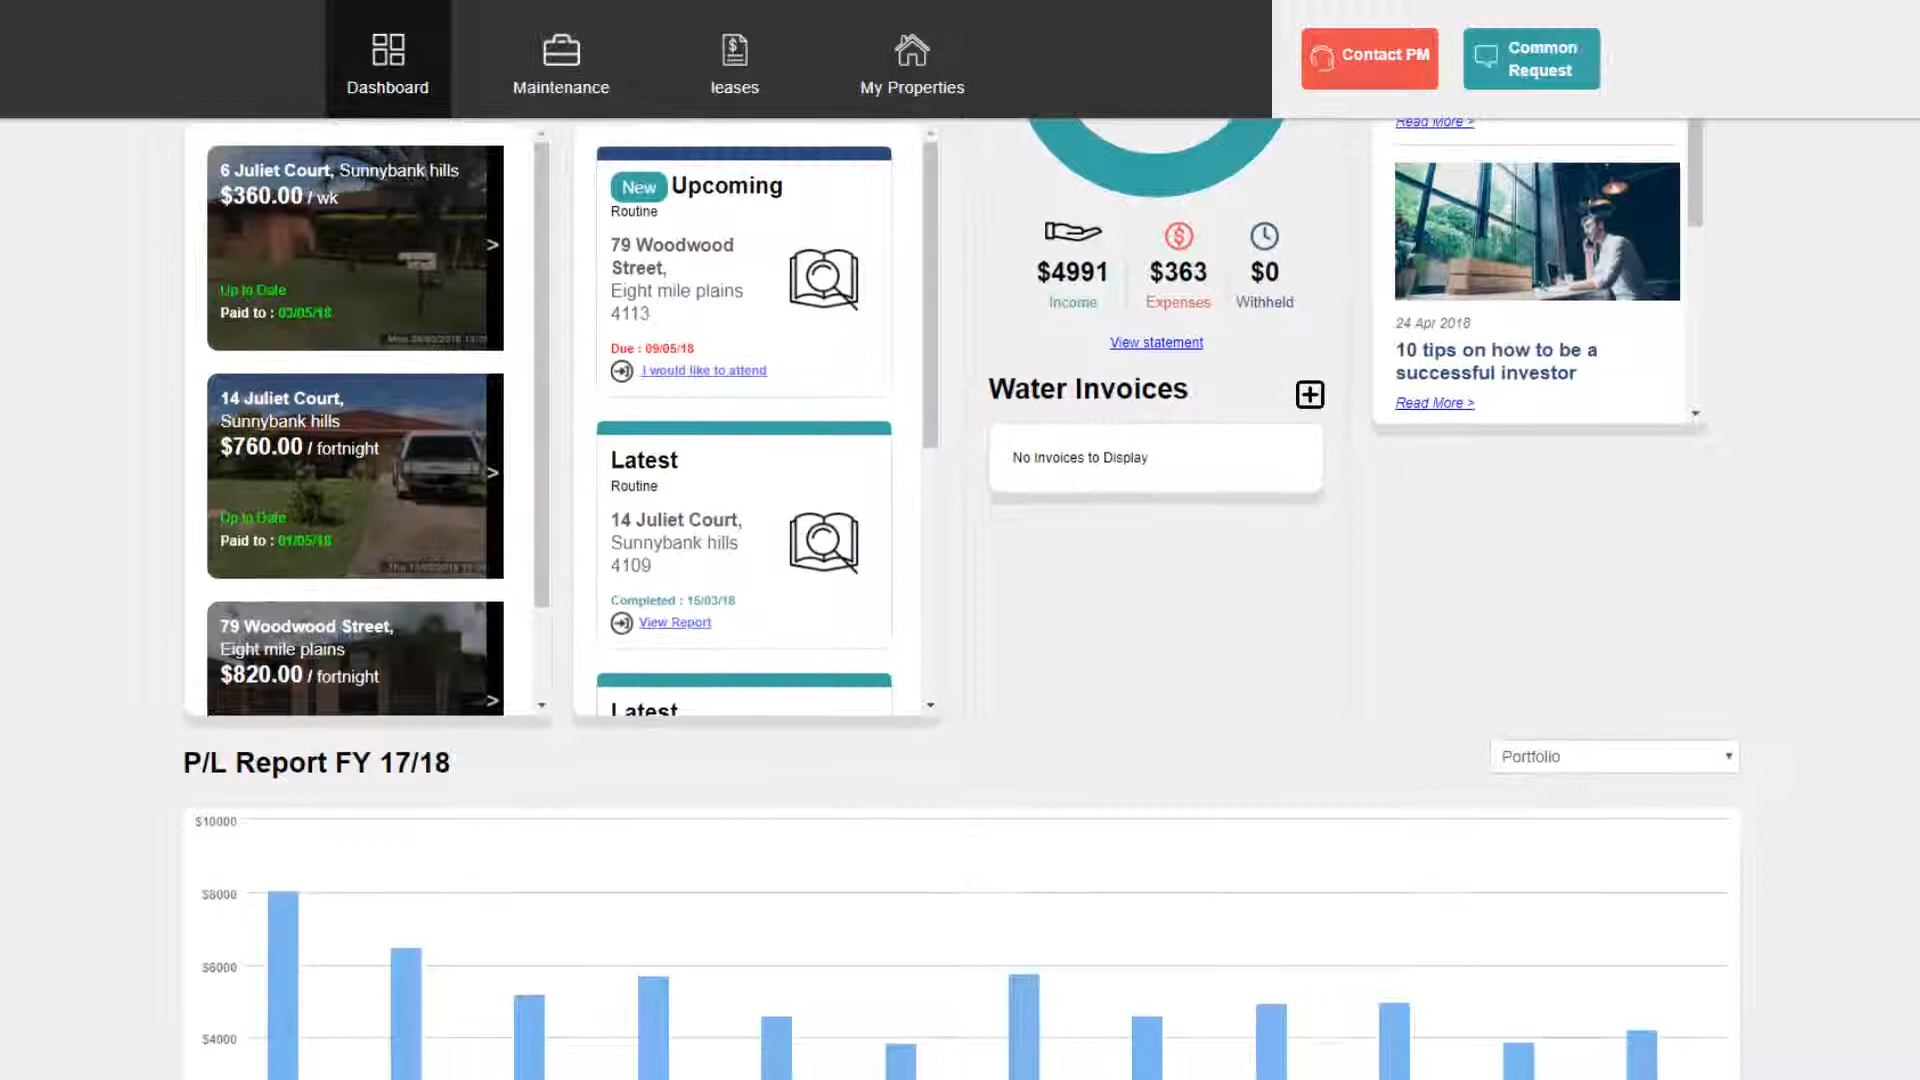 Dashboard
Maintenance
leases
My Properties
Contact PM
Common
Request
6 Juliet Court, Sunnybank hills
$360.00 / wk
>
Up to Date
Paid to : 03/05/18
14 Juliet Court,
Sunnybank hills
$760.00 / fortnight
>
Up to Date
Paid to : 01/05/18
79 Woodwood Street,
Eight mile plains
$820.00 / fortnight
>
New Upcoming
Routine
79 Woodwood
Street,
Eight mile plains
4113
Due : 09/05/18
I would like to attend
Latest
Routine
14 Juliet Court,
Sunnybank hills
4109
Completed : 15/03/18
View Report
Latest
$4991
Income
$363
Expenses
$0
Withheld
View statement
Water Invoices
No Invoices to Display
Read More >
24 Apr 2018
10 tips on how to be a
successful investor
Read More >
P/L Report FY 17/18
Portfolio
$10000
$8000
$6000
$4000